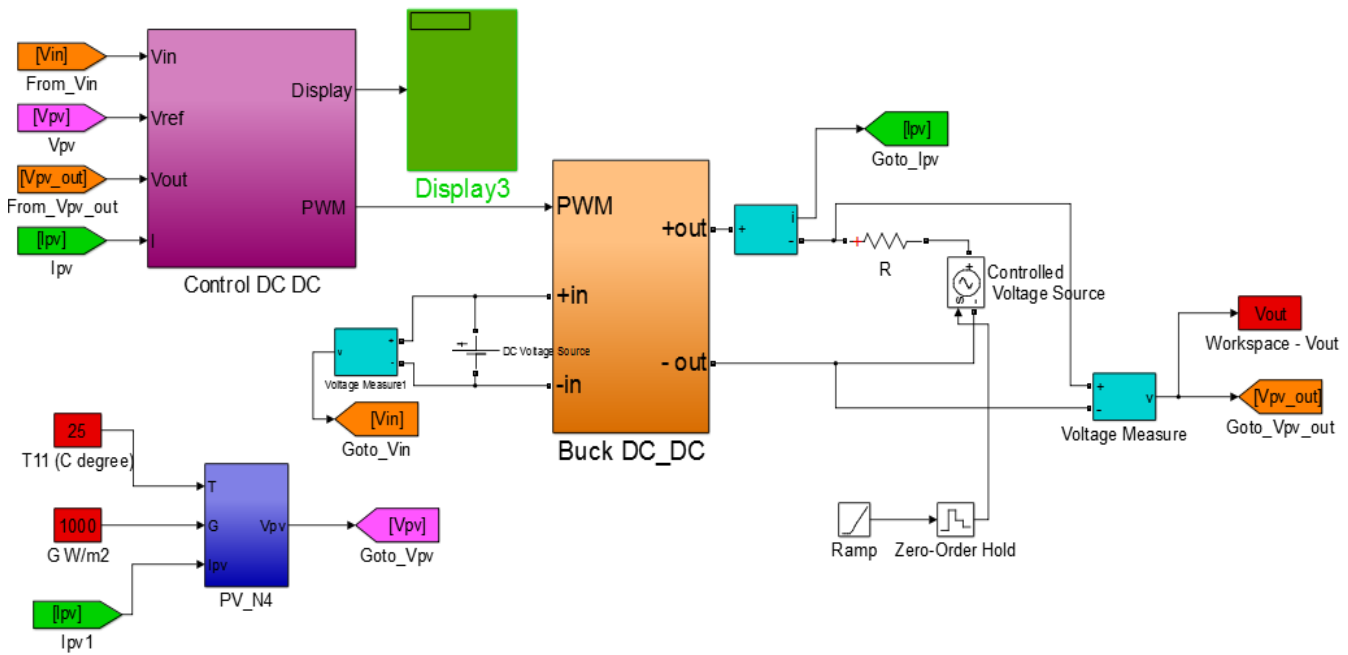 [Vin]
From_Vin
[Vpv]
Vpv
[Vpv_out]
From_Vpv_out
[Ipv]
Ipv
Vin
Vref
Vout
I
Display
PWM
Control DC DC
Display3
PWM
+in
-in
+out
- out
Buck DC_DC
+
i
-
[Ipv]
Goto_Ipv
R
+
-
s
Controlled
Voltage Source
v
+
-
Voltage Measure1
+
DC Voltage Source
[Vin]
Goto_Vin
+
-
v
Voltage Measure
Vout
Workspace - Vout
[Vpv_out]
Goto_Vpv_out
25
T11 (C degree)
1000
G W/m2
[Ipv]
Ipv1
T
G
Ipv
Vpv
PV_N4
[Vpv]
Goto_Vpv
Ramp
Zero-Order Hold